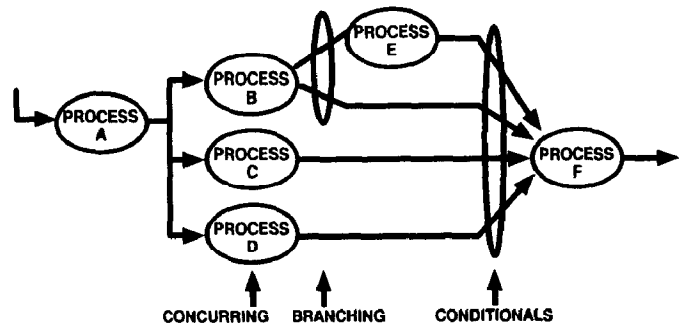 PROCESS
E
PROCESS
B
PROCESS
A
PROCESS
C
PROCESS
F
PROCESS
D
CONCURRING
BRANCHING
CONDITIONALS